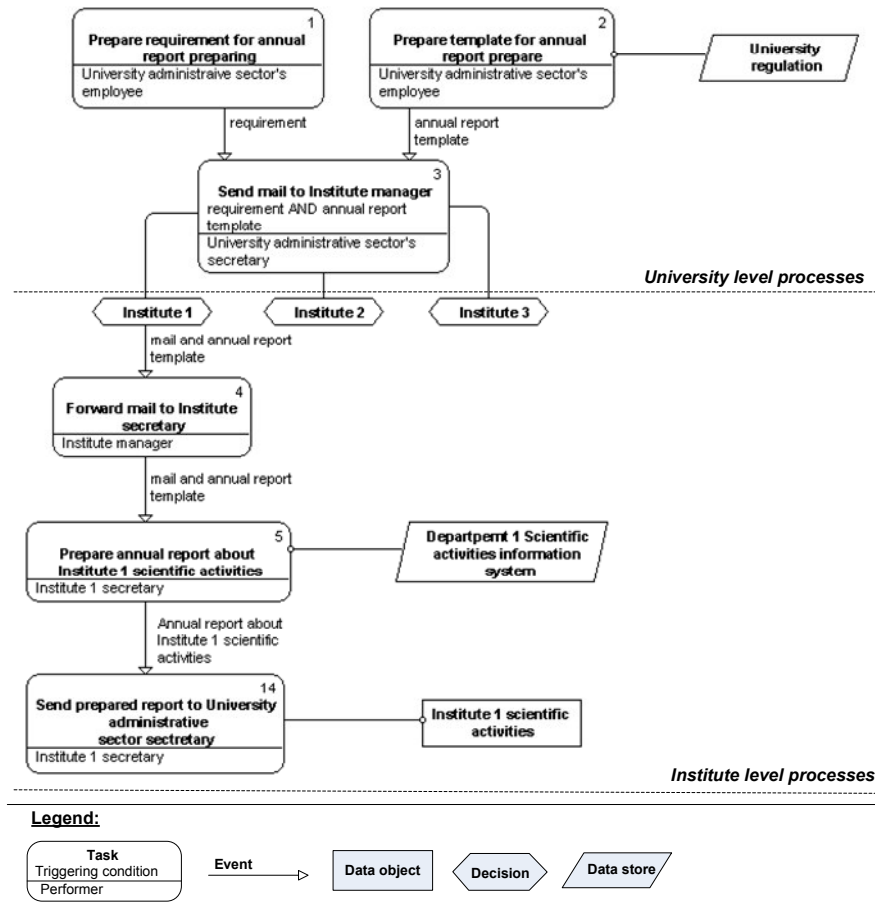 1
Prepare requirement for annual
report preparing
University administraive sector's
employee
2
Prepare template for annual
report prepare
University administrative sector's
employee
University
regulation
requirement
annual report
template
3
Send mail to Institute manager
requirement AND annual report
template
University administrative sector's
secretary
University level processes
Institute 1
Institute 2
Institute 3
mail and annual report
template
4
Forward mail to Institute
secretary
Institute manager
mail and annual report
template
5
Prepare annual report about
Institute 1 scientific activities
Institute 1 secretary
Departpemt 1 Scientific
activities information
system
Annual report about
Institute 1 scientific
activities
14
Send prepared report to University
administrative
sector sectretary
Institute 1 secretary
Institute 1 scientific
activities
Institute level processes
Legend:
Task
Triggering condition
Performer
Event
Data object
Decision
Data store